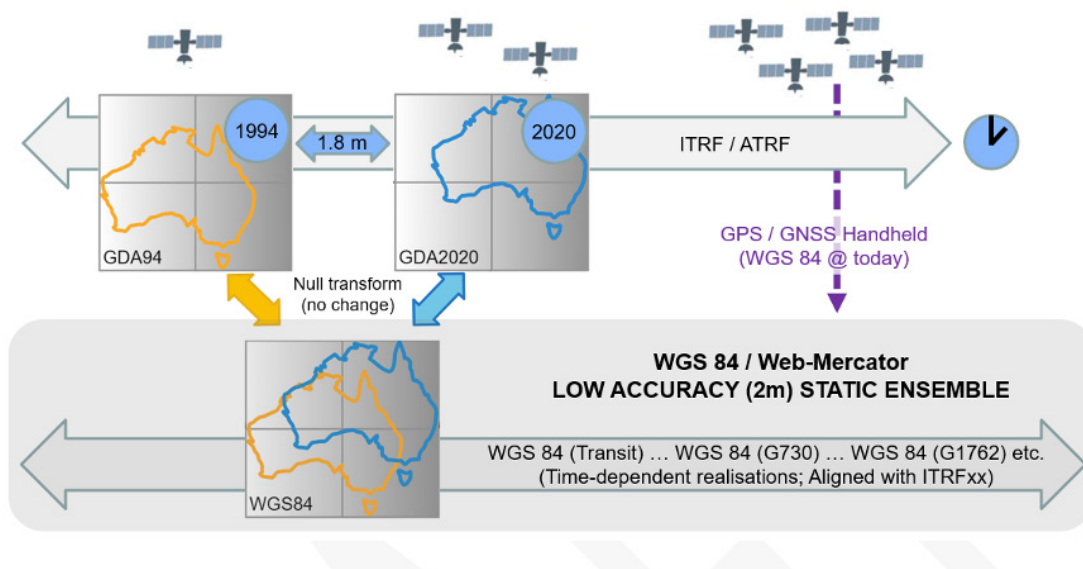 1994
1.8 m
2020
ITRF / ATRF
GDA94
GDA2020
GPS / GNSS Handheld
(WGS 84 @ today)
Null transform
(no change)
WGS 84 / Web-Mercator
LOW ACCURACY (2m) STATIC ENSEMBLE
WGS 84 (Transit) … WGS 84 (G730) … WGS 84 (G1762) etc.
(Time-dependent realisations; Aligned with ITRFxx)
WGS84